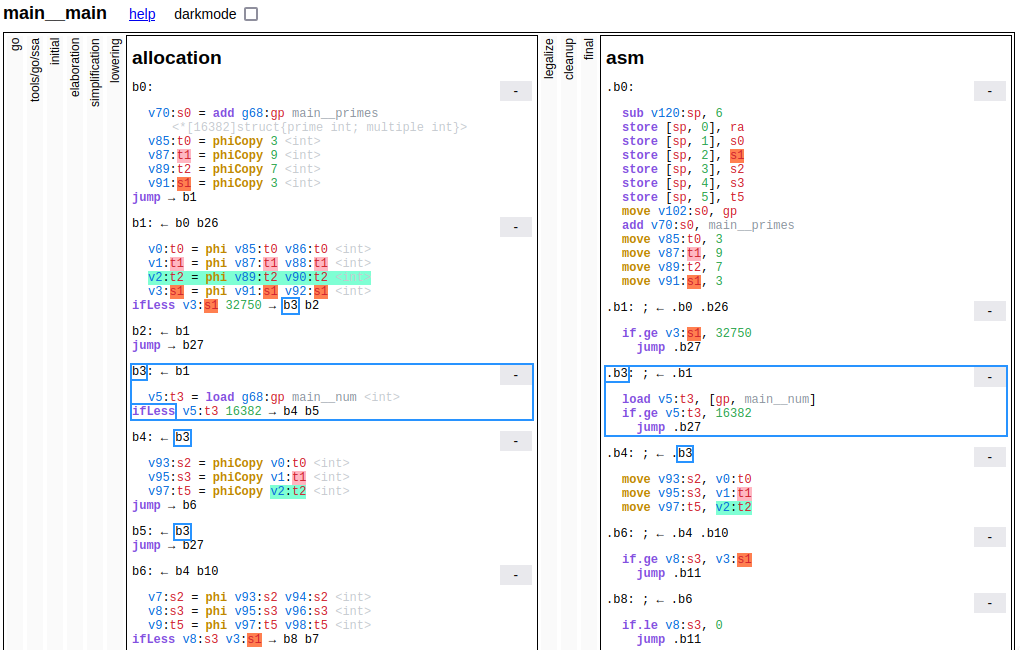 main__main help darkmode
go
tools/go/ssa
initial
elaboration
simplification
lowering
allocation
b0: -
v70:s0 = add g68:gp main__primes
<*[16382]struct{prime int; multiple int}>
v85:t0 = phiCopy 3 <int>
v87:t1 = phiCopy 9 <int>
v89:t2 = phiCopy 7 <int>
v91:s1 = phiCopy 3 <int>
jump → b1
b1: ← b0 b26 -
v0:t0 = phi v85:t0 v86:t0 <int>
v1:t1 = phi v87:t1 v88:t1 <int>
v2:t2 = phi v89:t2 v90:t2 <int>
v3:s1 = phi v91:s1 v92:s1 <int>
ifLess v3:s1 32750 → b3 b2
b2: ← b1
jump → b27
b3: ← b1 -
v5:t3 = load g68:gp main__num <int>
ifLess v5:t3 16382 → b4 b5
b4: ← b3 -
v93:s2 = phiCopy v0:t0 <int>
v95:s3 = phiCopy v1:t1 <int>
v97:t5 = phiCopy v2:t2 <int>
jump → b6
b5: ← b3
jump → b27
b6: ← b4 b10 -
v7:s2 = phi v93:s2 v94:s2 <int>
v8:s3 = phi v95:s3 v96:s3 <int>
v9:t5 = phi v97:t5 v98:t5 <int>
ifLess v8:s3 v3:s1 → b8 b7
legalize
cleanup
final
asm
.b0: -
sub v120:sp, 6
store [sp, 0], ra
store [sp, 1], s0
store [sp, 2], s1
store [sp, 3], s2
store [sp, 4], s3
store [sp, 5], t5
move v102:s0, gp
add v70:s0, main__primes
move v85:t0, 3
move v87:t1, 9
move v89:t2, 7
move v91:s1, 3
.b1: ; ← .b0 .b26 -
if.ge v3:s1, 32750
jump .b27
.b3: ; ← .b1 -
load v5:t3, [gp, main__num]
if.ge v5:t3, 16382
jump .b27
.b4: ; ← .b3 -
move v93:s2, v0:t0
move v95:s3, v1:t1
move v97:t5, v2:t2
.b6: ; ← .b4 .b10 -
if.ge v8:s3, v3:s1
jump .b11
.b8: ; ← .b6 -
if.le v8:s3, 0
jump .b11